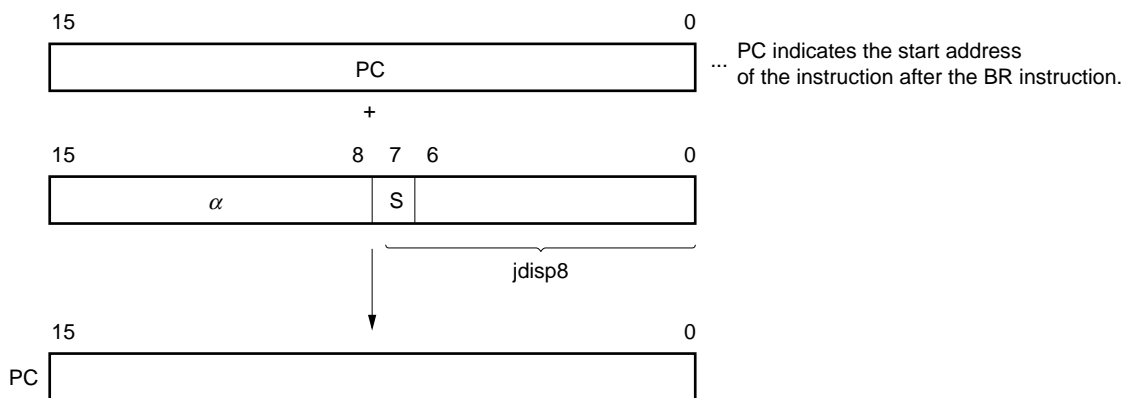 15 0
PC
... PC indicates the start address
of the instruction after the BR instruction.
+
15 8 7 6 0
α S
jdisp8
15 0
PC